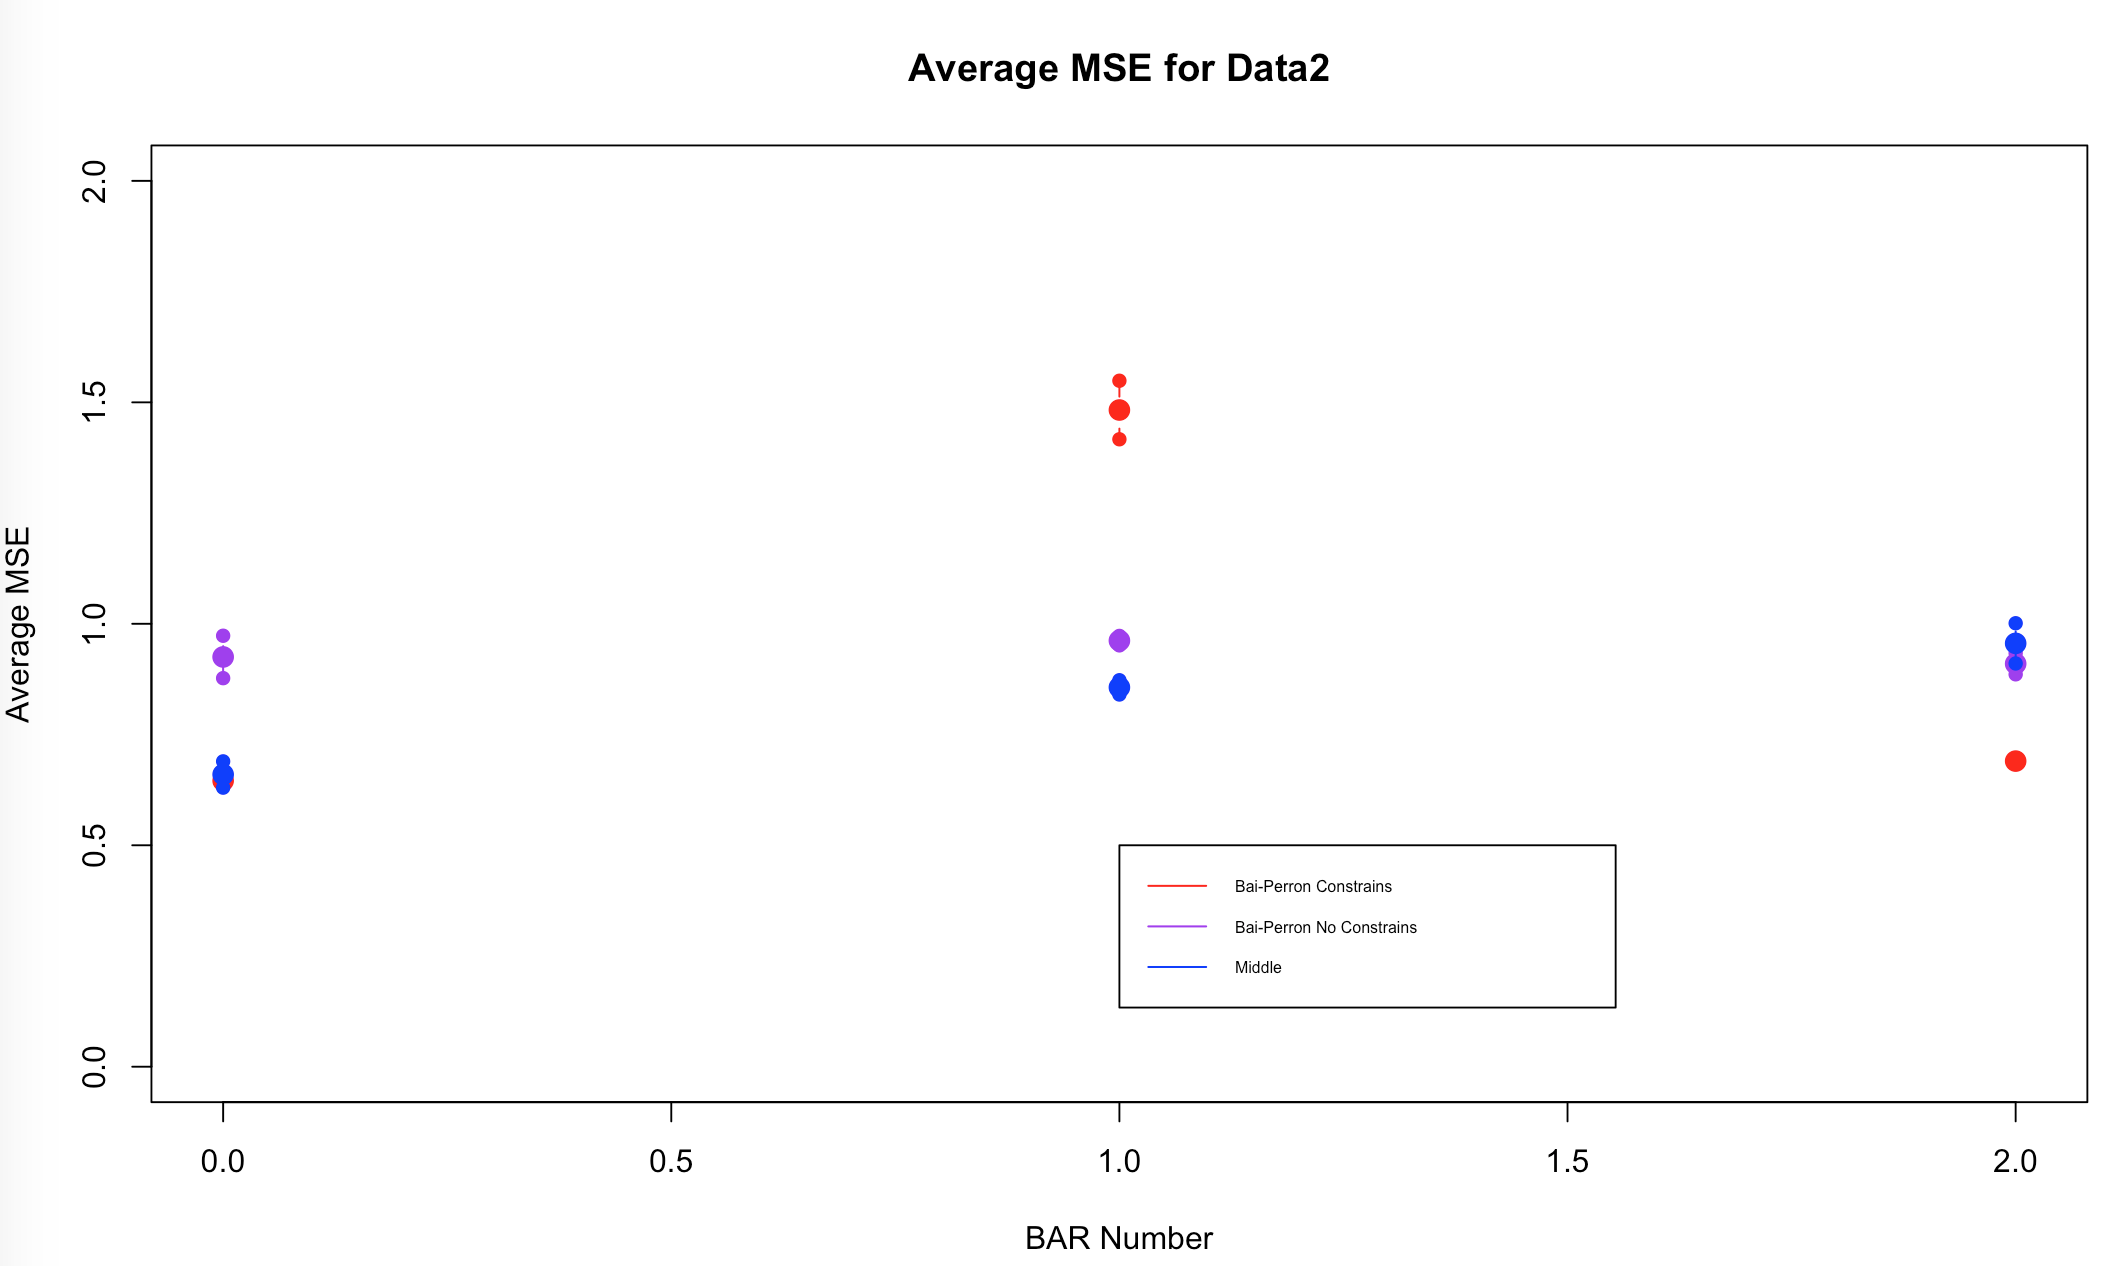 Average MSE for Data2
2.0
1.5
1.0
0.5
0.0
Average MSE
Bai-Perron Constrains
Bai-Perron No Constrains
Middle
0.0 0.5 1.0 1.5 2.0
BAR Number